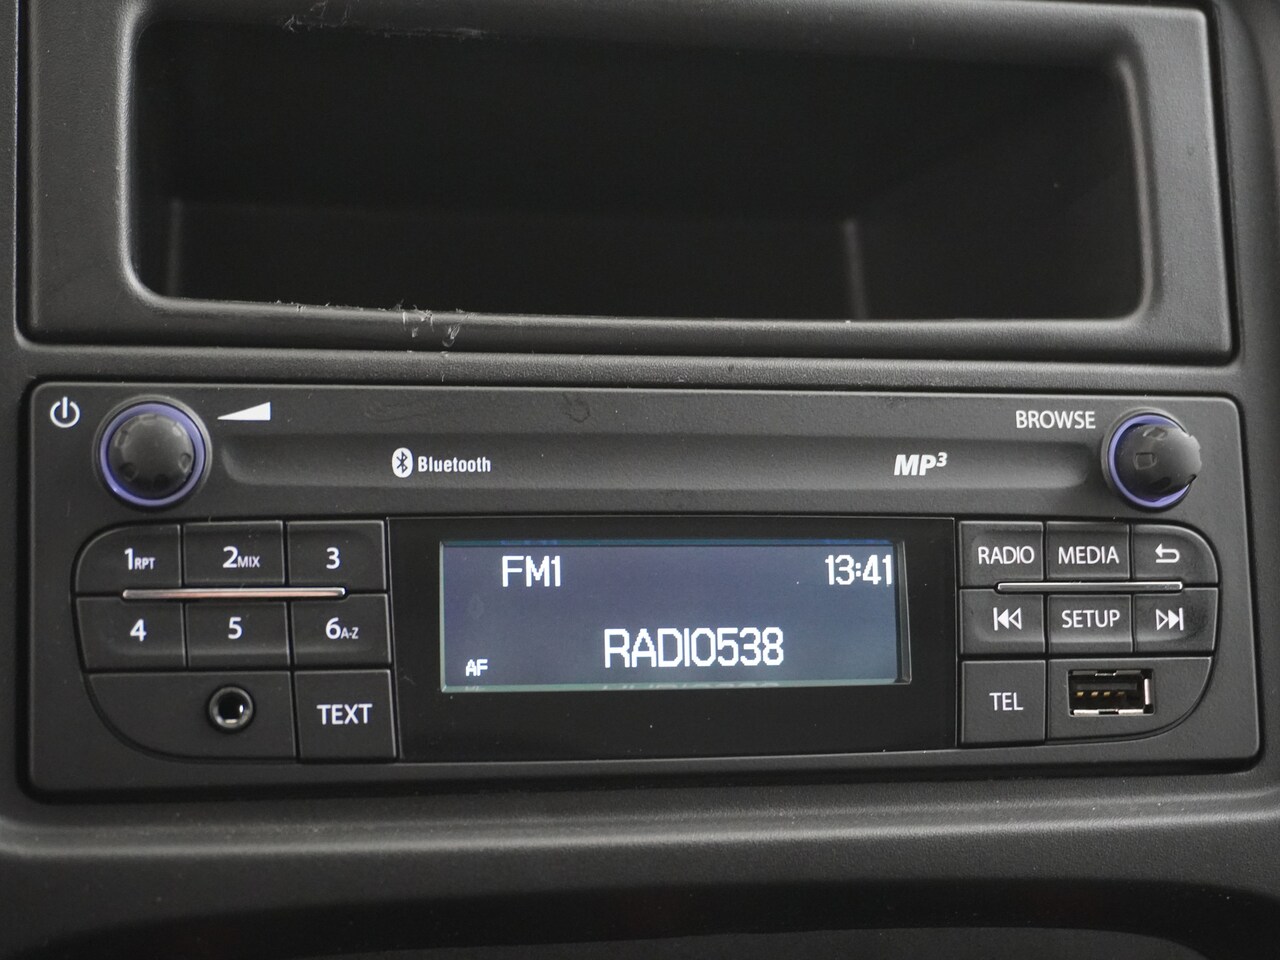 BROWSE
Bluetooth
MP3
1RPT 2MIX 3
4 5 6A-Z
TEXT
FM1 13:41
RADIO538
AF
RADIO MEDIA
SETUP
TEL